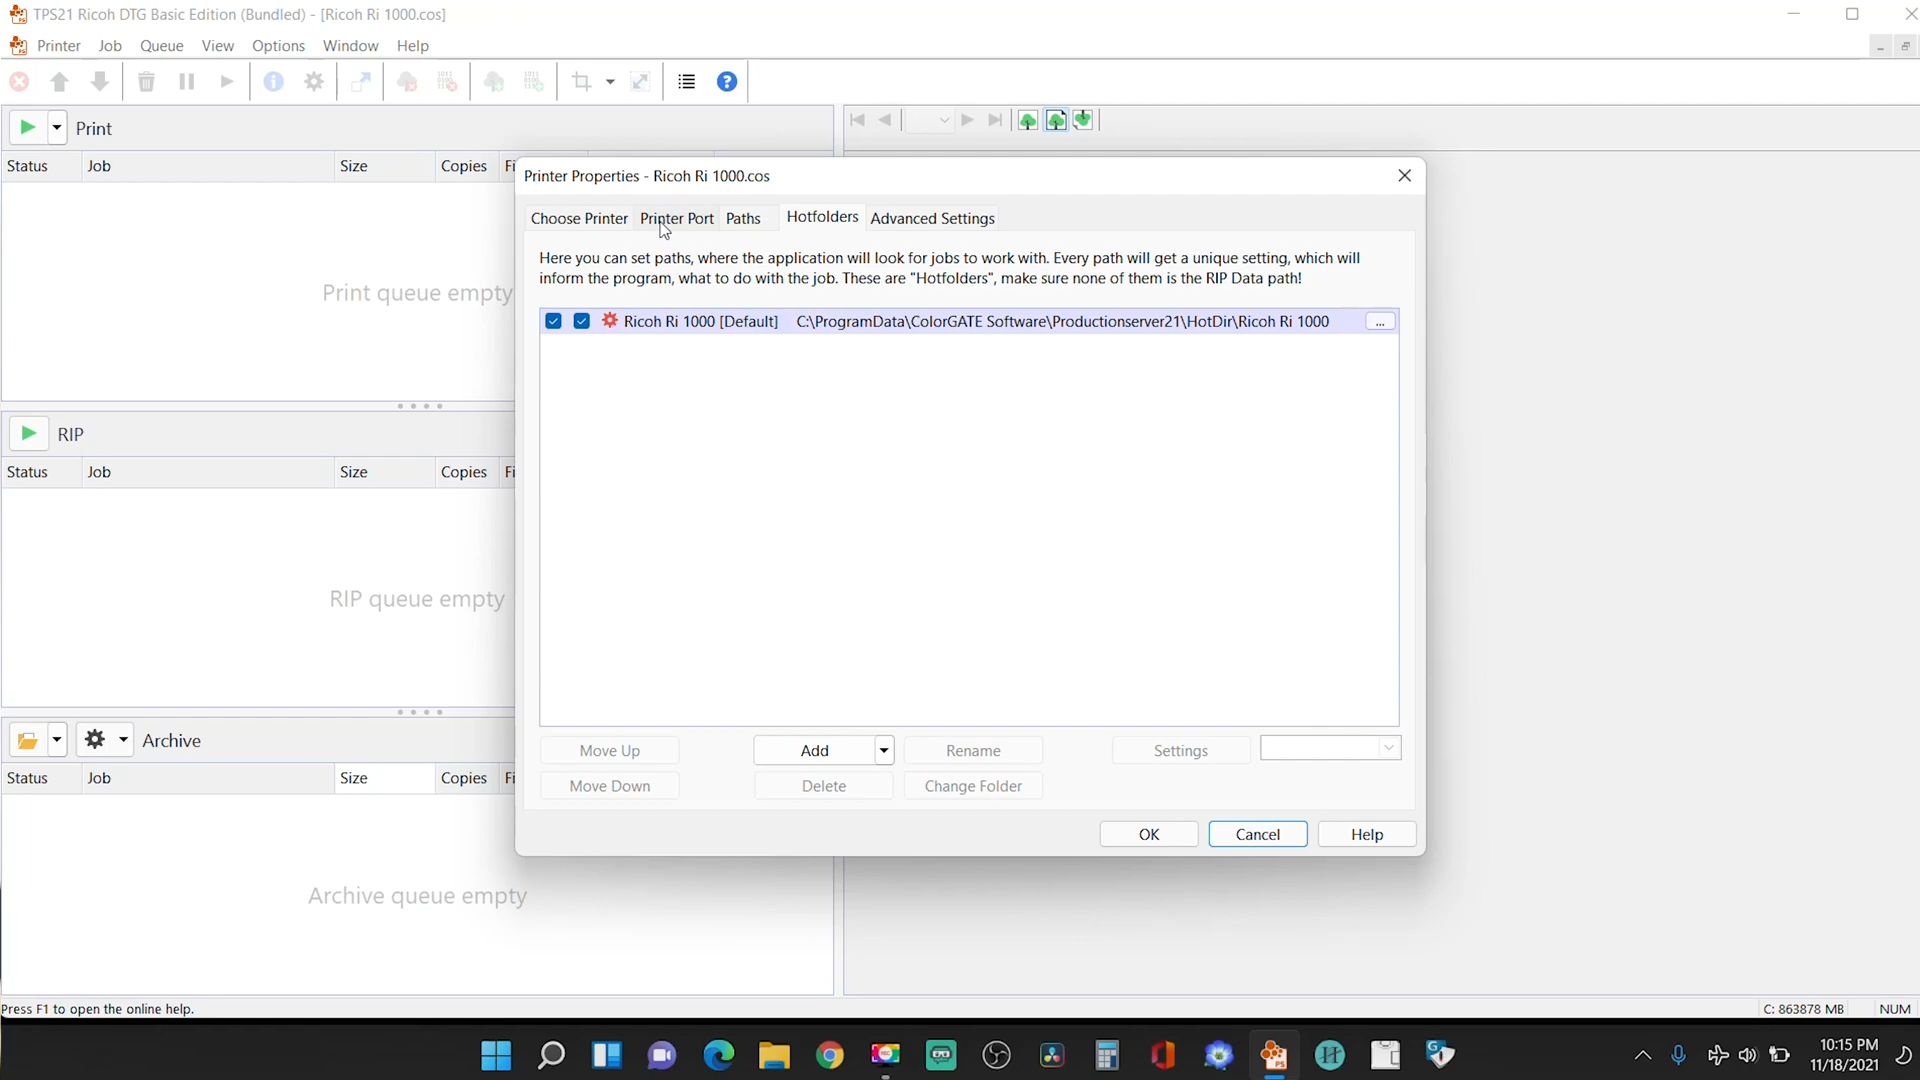 TPS21 Ricoh DTG Basic Edition (Bundled) - [Ricoh Ri 1000.cos]
Printer Job Queue View Options Window Help
Print
Status Job Size Copies Fi
Print queue empty
RIP
Status Job Size Copies Fi
RIP queue empty
Archive
Status Job Size Copies Fi
Archive queue empty
Printer Properties - Ricoh Ri 1000.cos
Choose Printer Printer Port Paths Hotfolders Advanced Settings
Here you can set paths, where the application will look for jobs to work with. Every path will get a unique setting, which will
inform the program, what to do with the job. These are "Hotfolders", make sure none of them is the RIP Data path!
Ricoh Ri 1000 [Default] C:\ProgramData\ColorGATE Software\Productionserver21\HotDir\Ricoh Ri 1000 ...
Move Up Add Rename Settings
Move Down Delete Change Folder
OK Cancel Help
Press F1 to open the online help. C: 863878 MB NUM
10:15 PM
11/18/2021